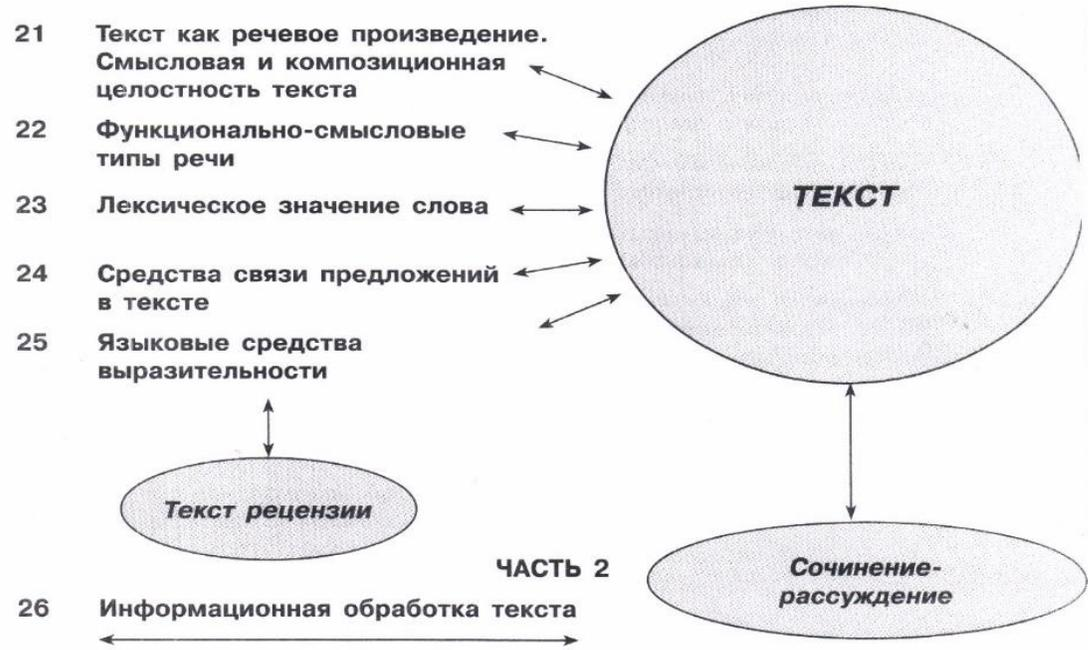 21 Текст как речевое произведение.
Смысловая и композиционная
целостность текста
22 Функционально-смысловые
типы речи
23 Лексическое значение слова
24 Средства связи предложений
в тексте
25 Языковые средства
выразительности
ТЕКСТ
Текст рецензии
ЧАСТЬ 2
Сочинение-
рассуждение
26 Информационная обработка текста